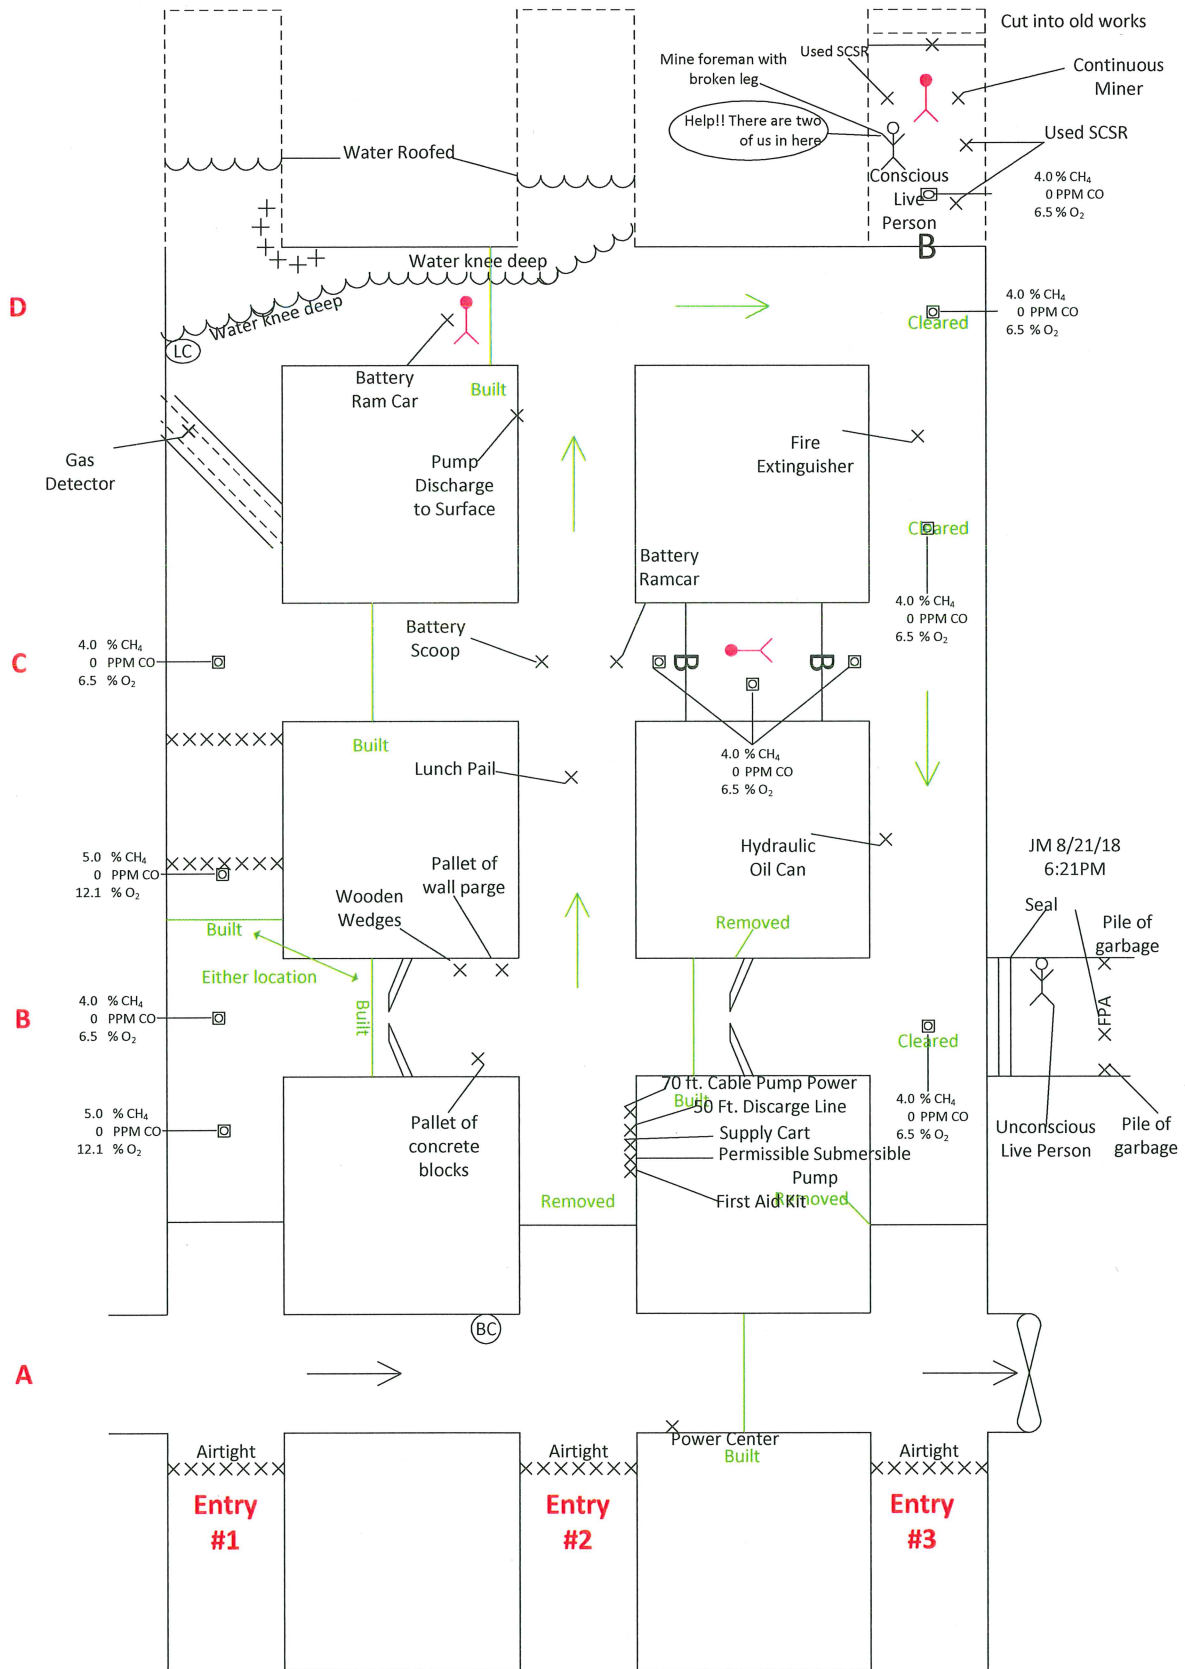 Cut into old works
Used SCSR
Mine foreman with
broken leg
Continuous
Miner
Help!! There are two
of us in here
Used SCSR
Water Roofed
Conscious
Live
Person
4.0 % CH₄
0 PPM CO
6.5 % O₂
B
Water knee deep
Water knee deep
D
4.0 % CH₄
0 PPM CO
6.5 % O₂
Cleared
LC
Battery
Ram Car
Built
Gas
Detector
Pump
Discharge
to Surface
Fire
Extinguisher
Cleared
Battery
Ramcar
4.0 % CH₄
0 PPM CO
6.5 % O₂
Battery
Scoop
C
4.0 % CH₄
0 PPM CO
6.5 % O₂
B
B
Built
Lunch Pail
4.0 % CH₄
0 PPM CO
6.5 % O₂
Hydraulic
Oil Can
JM 8/21/18
6:21PM
5.0 % CH₄
0 PPM CO
12.1 % O₂
Pallet of
wall parge
Wooden
Wedges
Seal
Pile of
garbage
Built
Removed
Either location
B
4.0 % CH₄
0 PPM CO
6.5 % O₂
Built
FPA
Cleared
70 ft. Cable Pump Power
Built
50 Ft. Discarge Line
Supply Cart
Permissible Submersible
Pump
First Aid Kit
4.0 % CH₄
0 PPM CO
6.5 % O₂
5.0 % CH₄
0 PPM CO
12.1 % O₂
Pallet of
concrete
blocks
Unconscious
Live Person
Pile of
garbage
Removed
Removed
BC
A
Power Center
Built
Airtight
Airtight
Airtight
Entry
#1
Entry
#2
Entry
#3